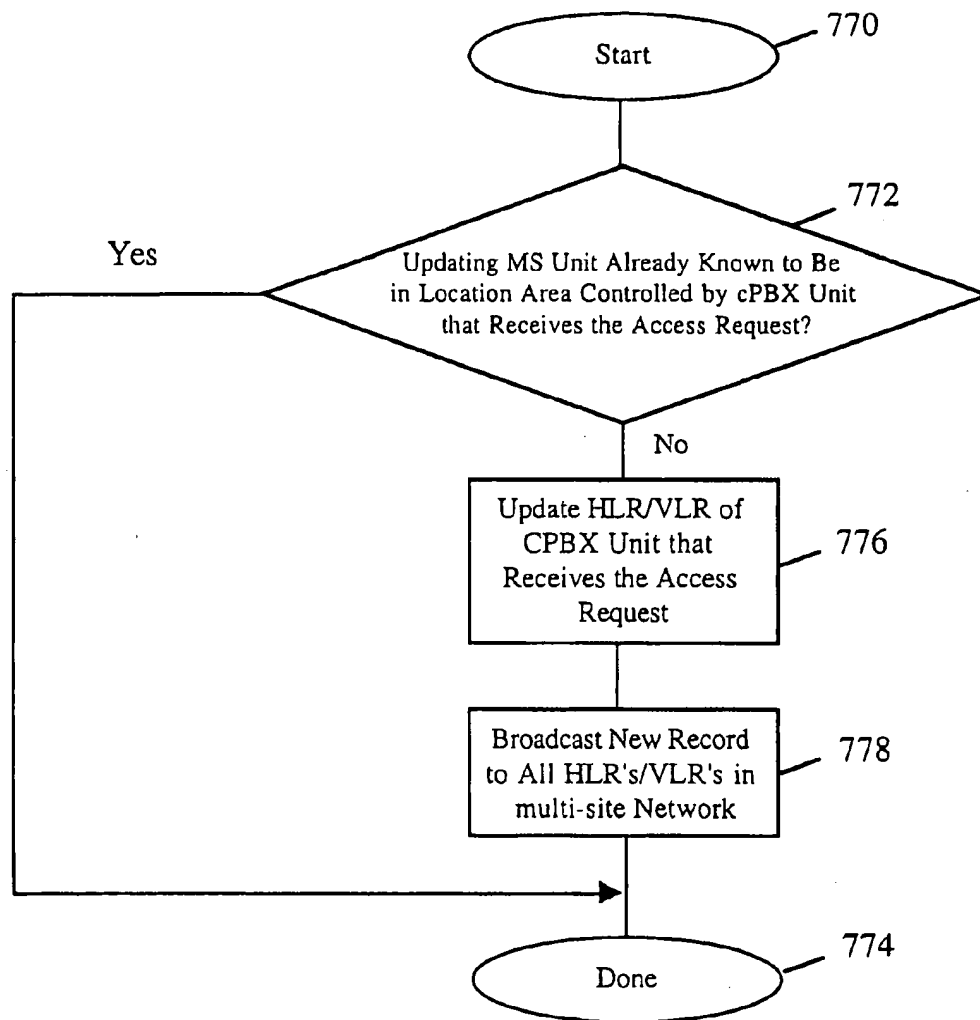 770
Start
772
Yes
Updating MS Unit Already Known to Be
in Location Area Controlled by cPBX Unit
that Receives the Access Request?
No
Update HLR/VLR of
CPBX Unit that
Receives the Access
Request
776
Broadcast New Record
to All HLR's/VLR's in
multi-site Network
778
774
Done